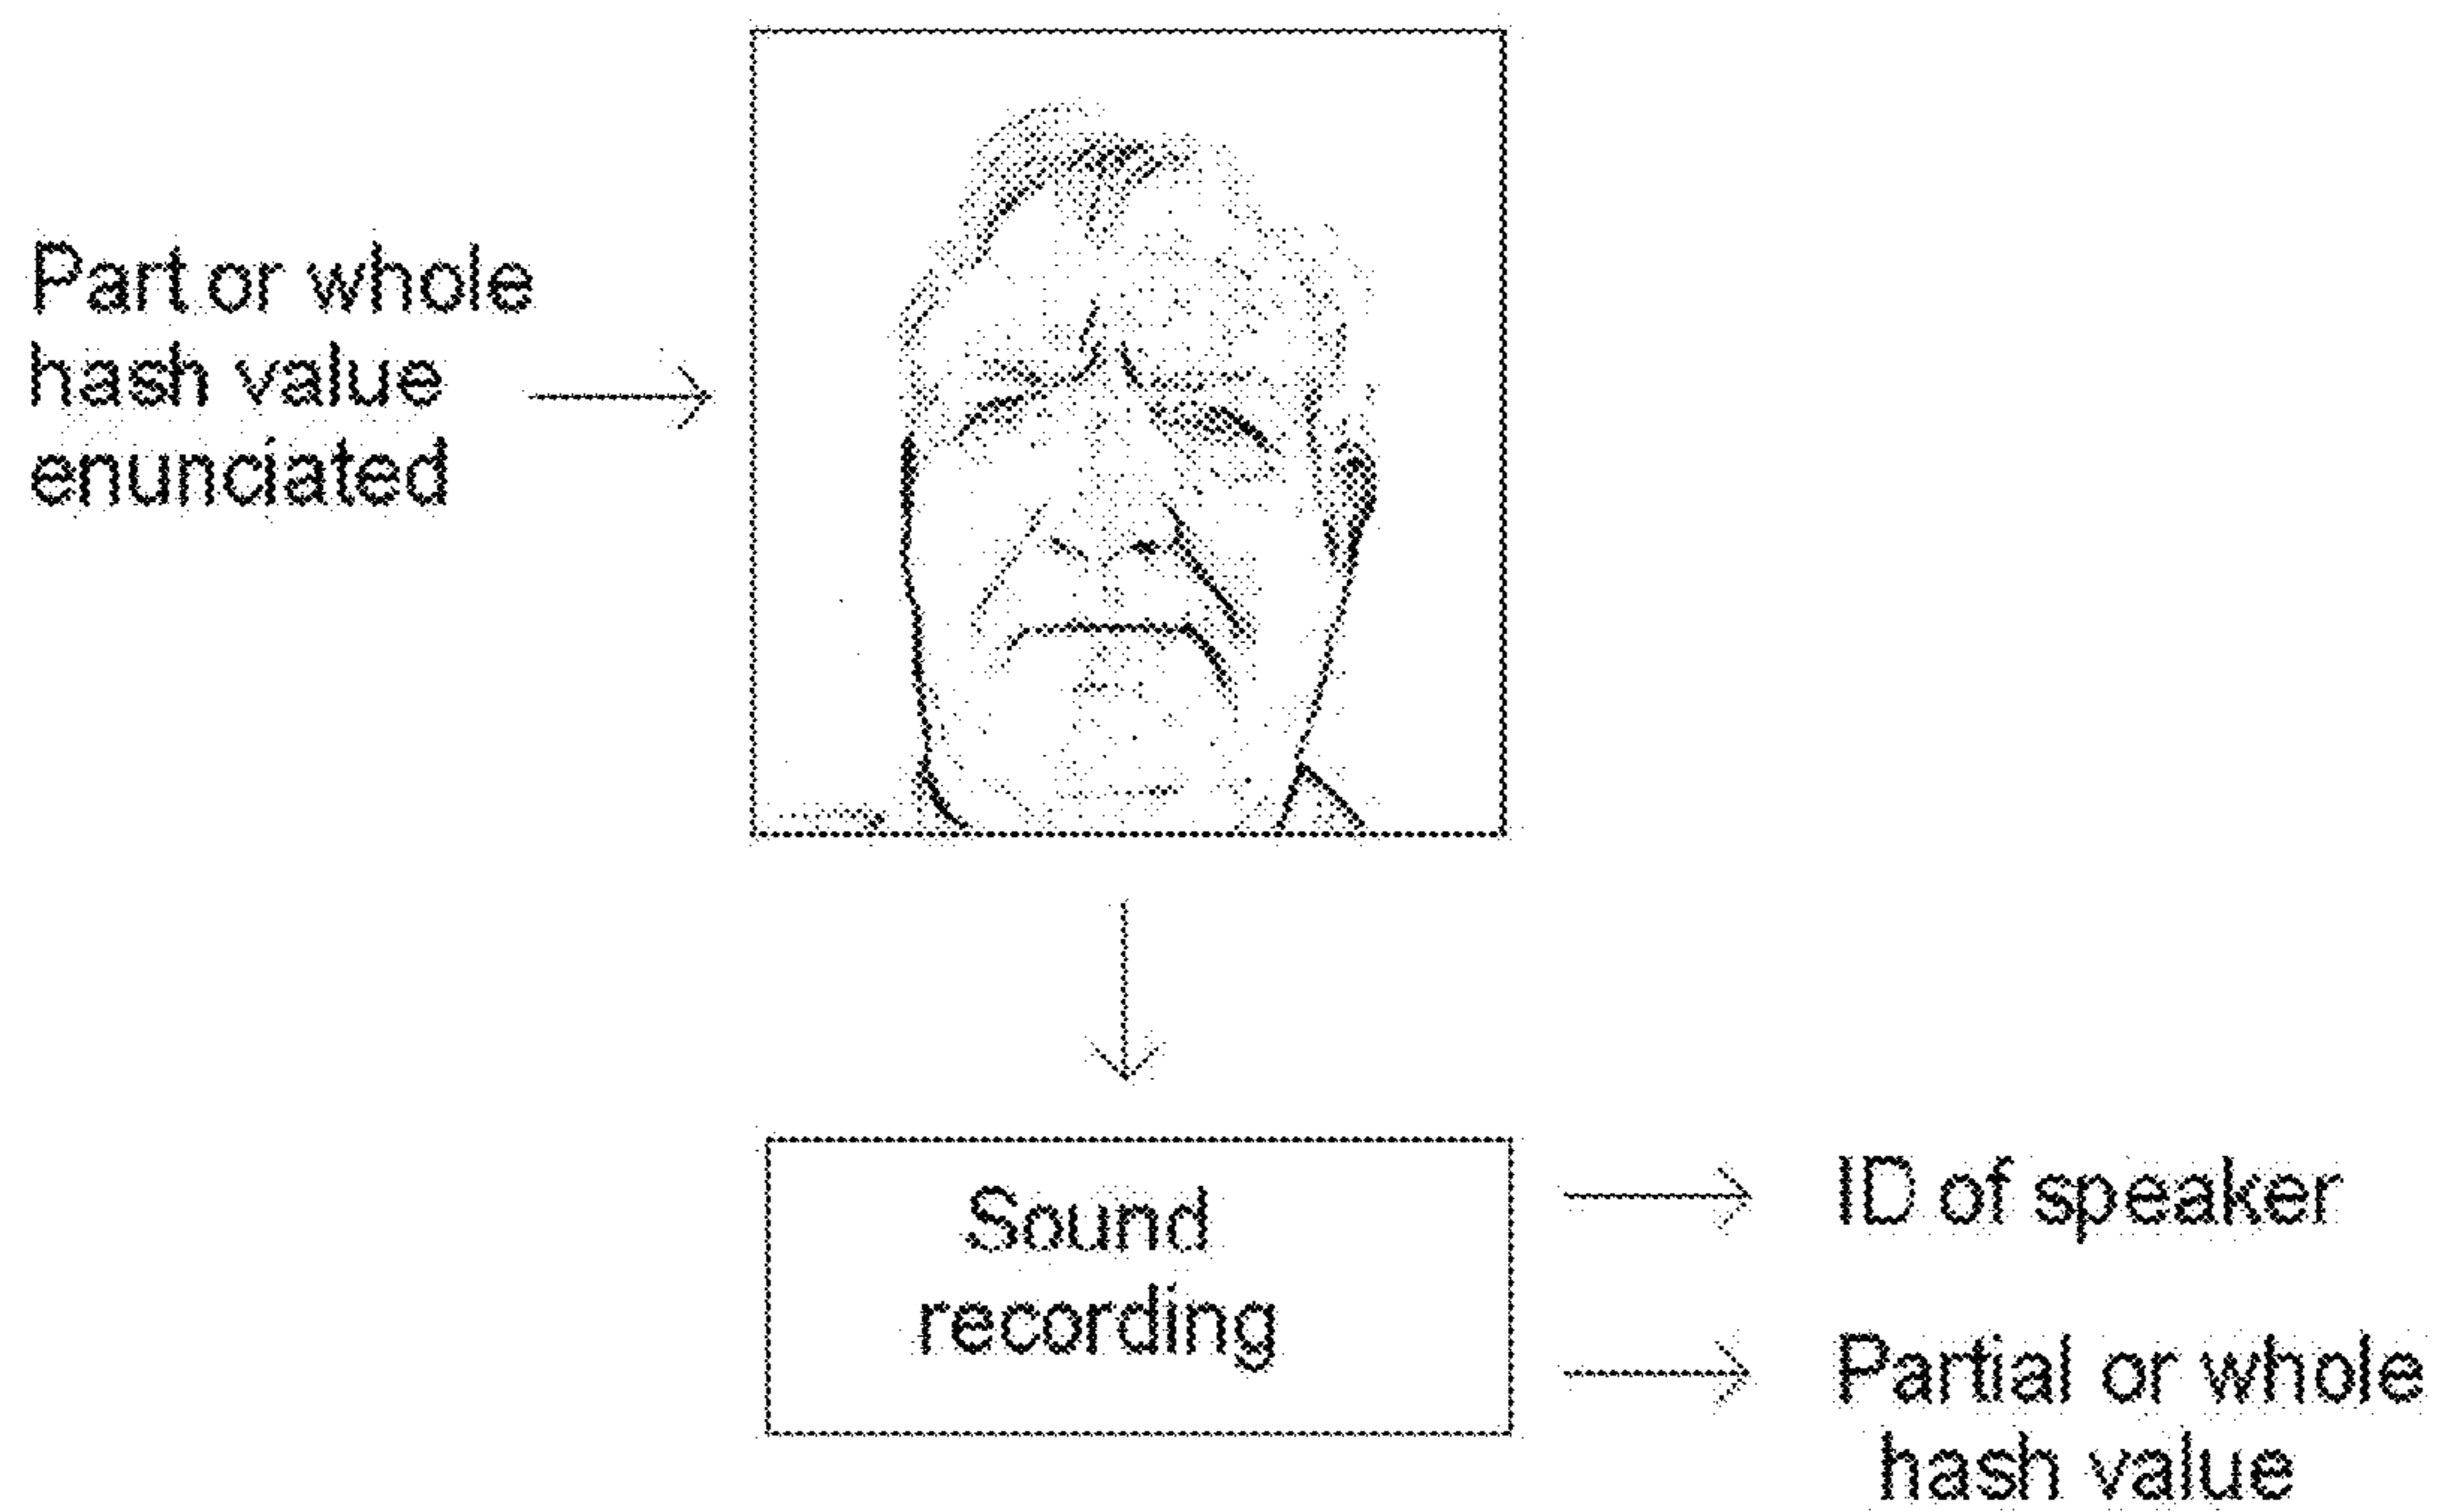 Part or whole
hash value
enunciated
Sound
recording
ID of speaker
Partial or whole
hash value